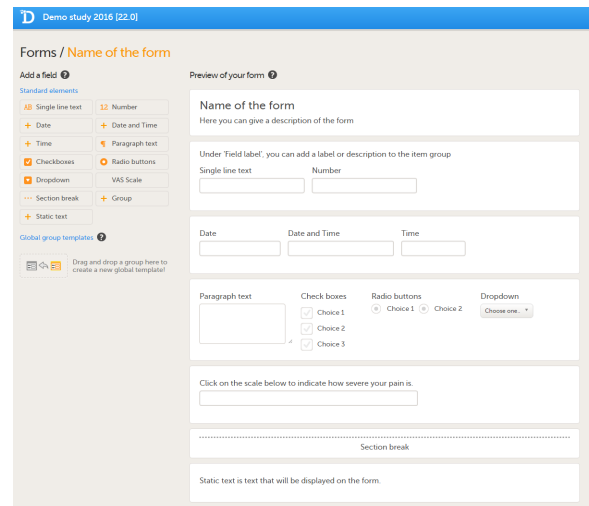 Demo study 2016 [22.0]
Forms / Name of the form
Add a field ?
Preview of your form ?
Standard elements
AB Single line text
12 Number
+ Date
+ Date and Time
+ Time
¶ Paragraph text
Checkboxes
Radio buttons
Dropdown
VAS Scale
Section break
+ Group
+ Static text
Global group templates ?
Drag and drop a group here to
create a new global template!
Name of the form
Here you can give a description of the form
Under 'Field label', you can add a label or description to the item group
Single line text
Number
Date
Date and Time
Time
Paragraph text
Check boxes
Choice 1
Choice 2
Choice 3
Radio buttons
Choice 1
Choice 2
Dropdown
Choose one..
Click on the scale below to indicate how severe your pain is.
Section break
Static text is text that will be displayed on the form.